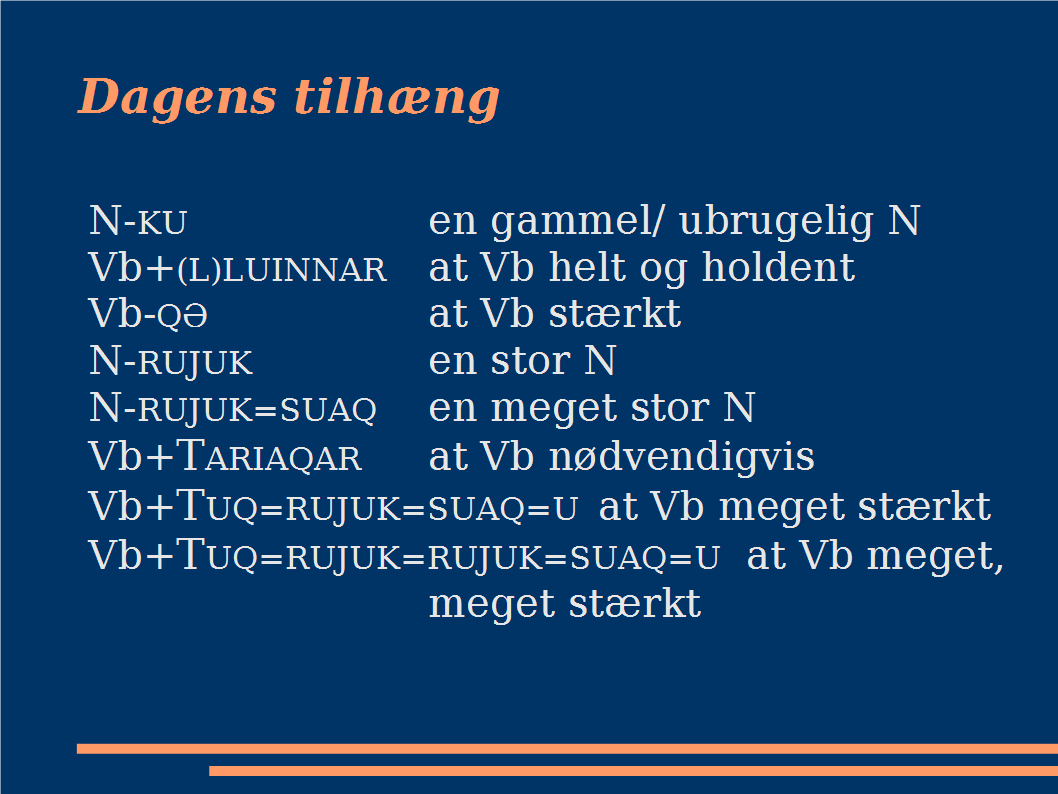 Dagens tilhæng
N-KU en gammel/ ubrugelig N
Vb+(L)LUINNAR at Vb helt og holdent
Vb-QƏ at Vb stærkt
N-RUJUK en stor N
N-RUJUK=SUAQ en meget stor N
Vb+TARIAQAR at Vb nødvendigvis
Vb+TUQ=RUJUK=SUAQ=U at Vb meget stærkt
Vb+TUQ=RUJUK=RUJUK=SUAQ=U at Vb meget,
meget stærkt